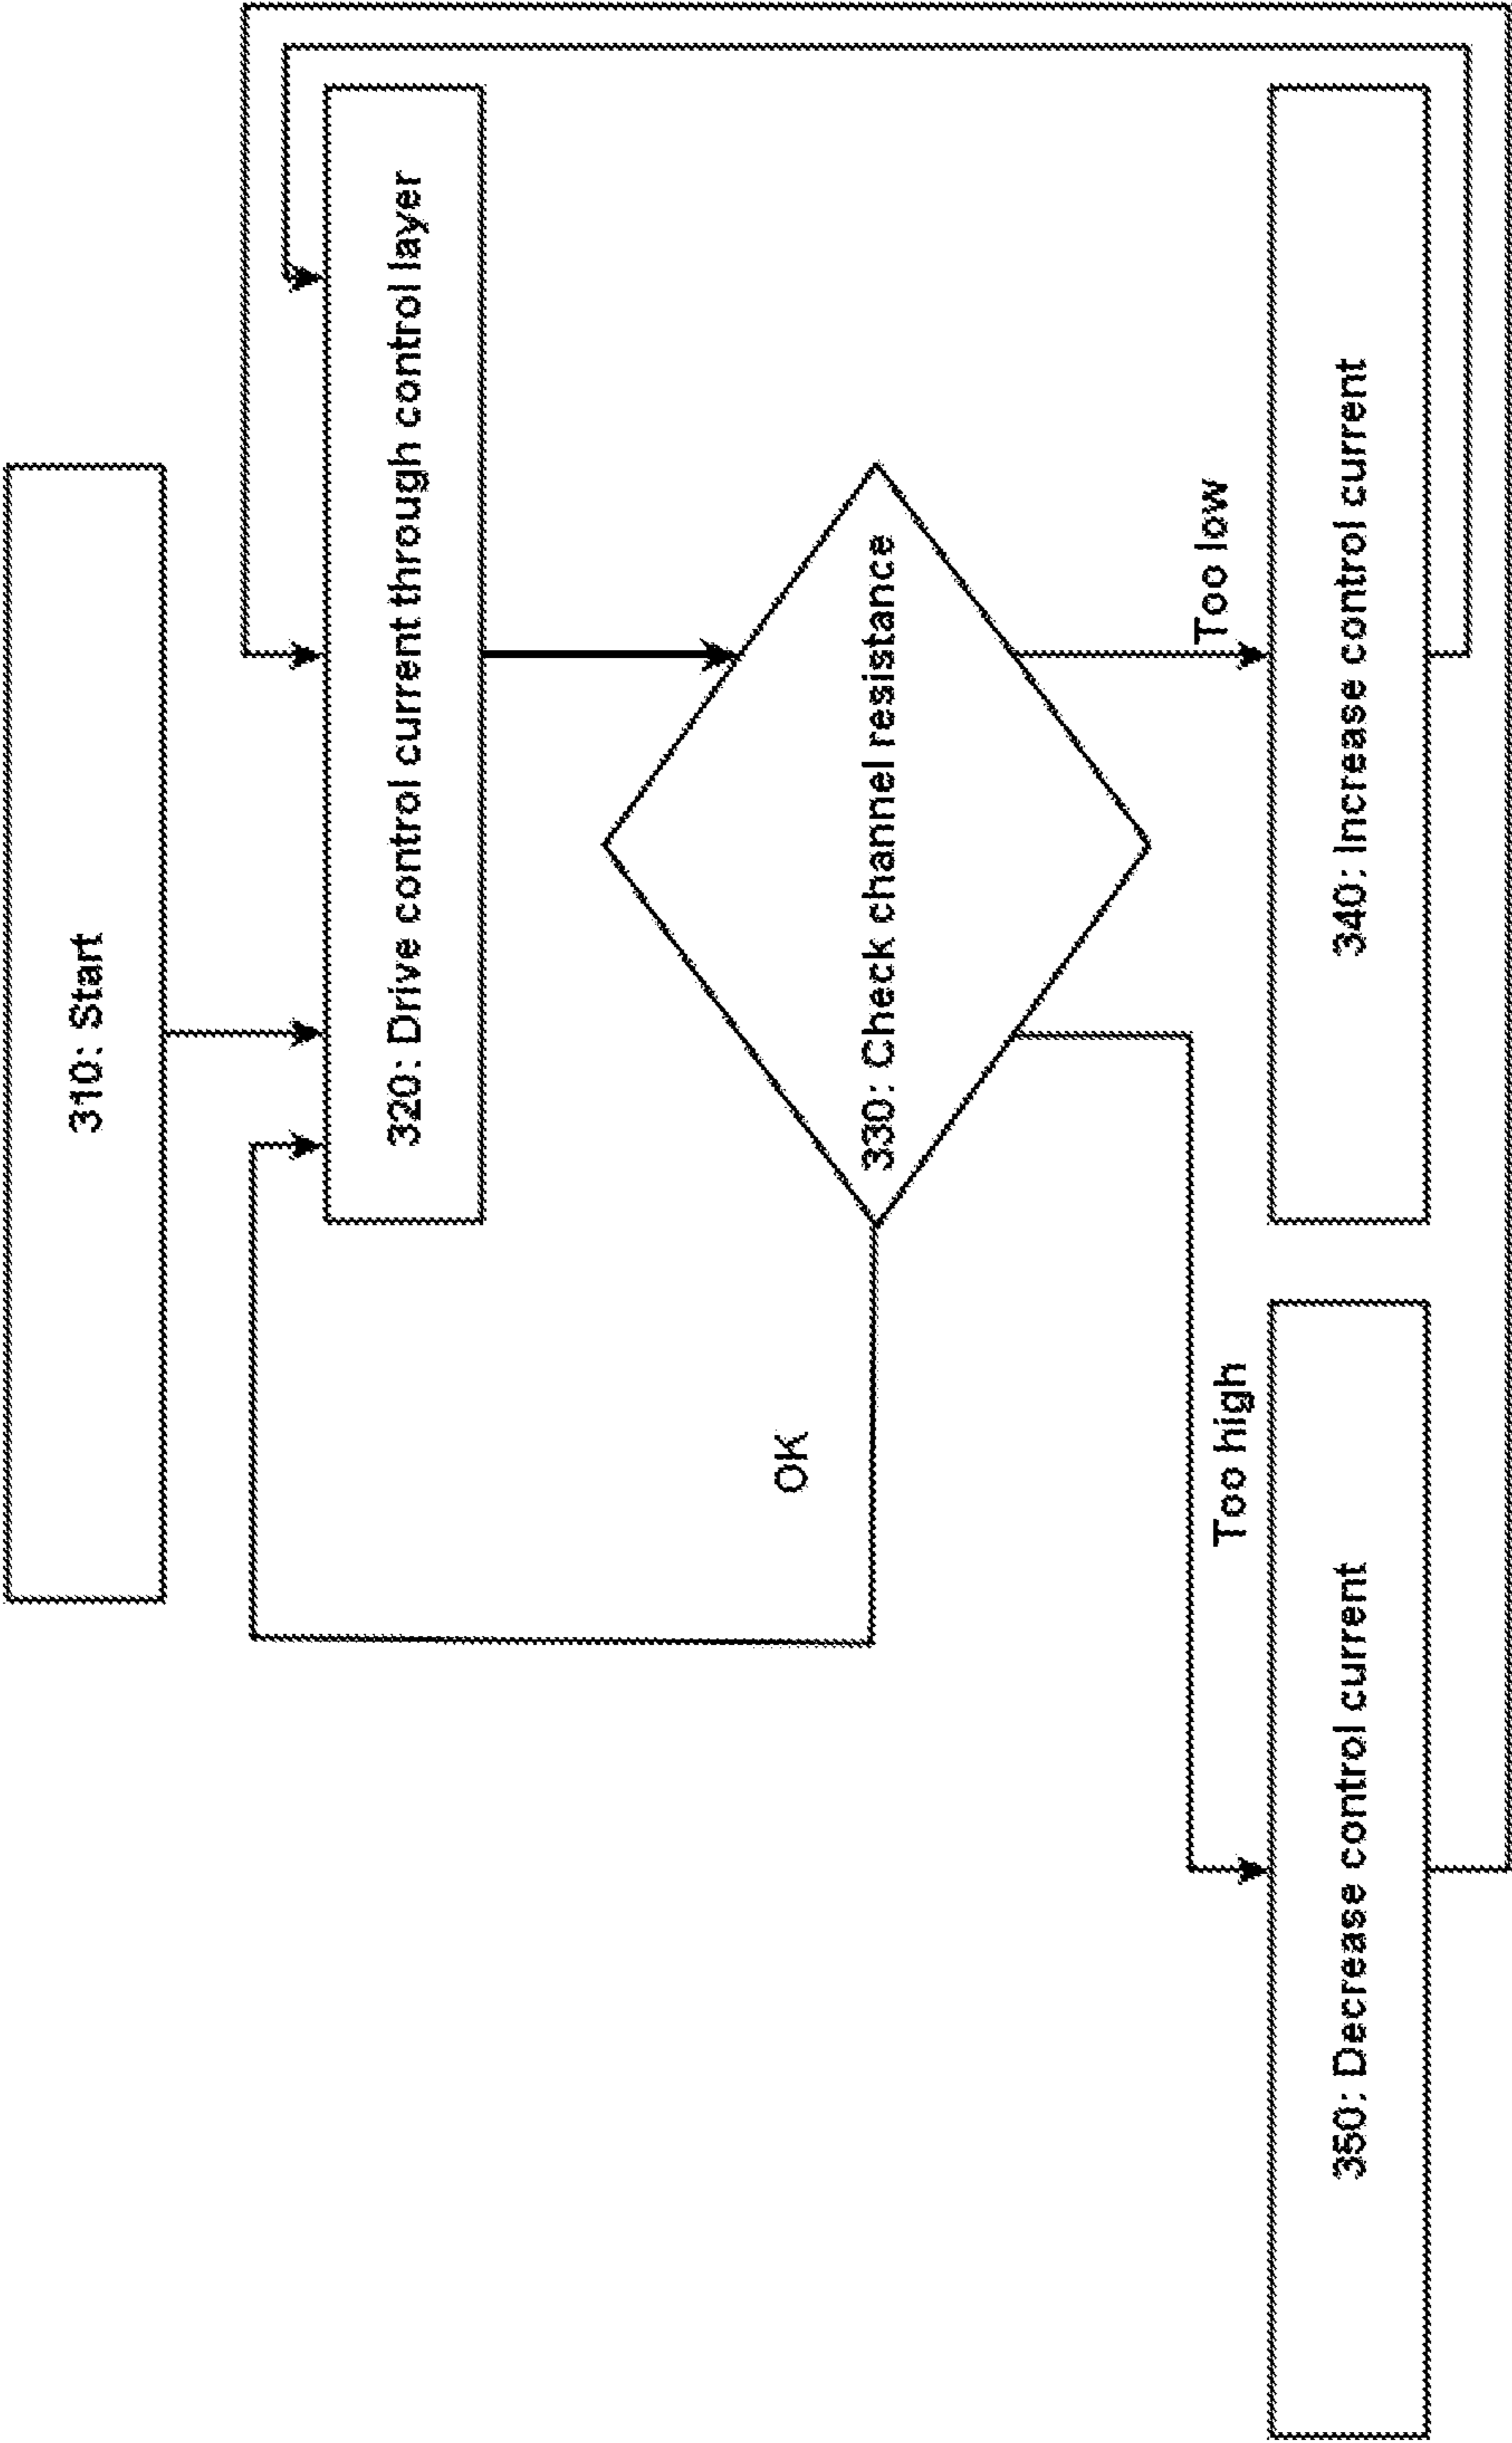 310: Start
320: Drive control current through control layer
330: Check channel resistance
OK
Too low
Too high
340: Increase control current
350: Decrease control current